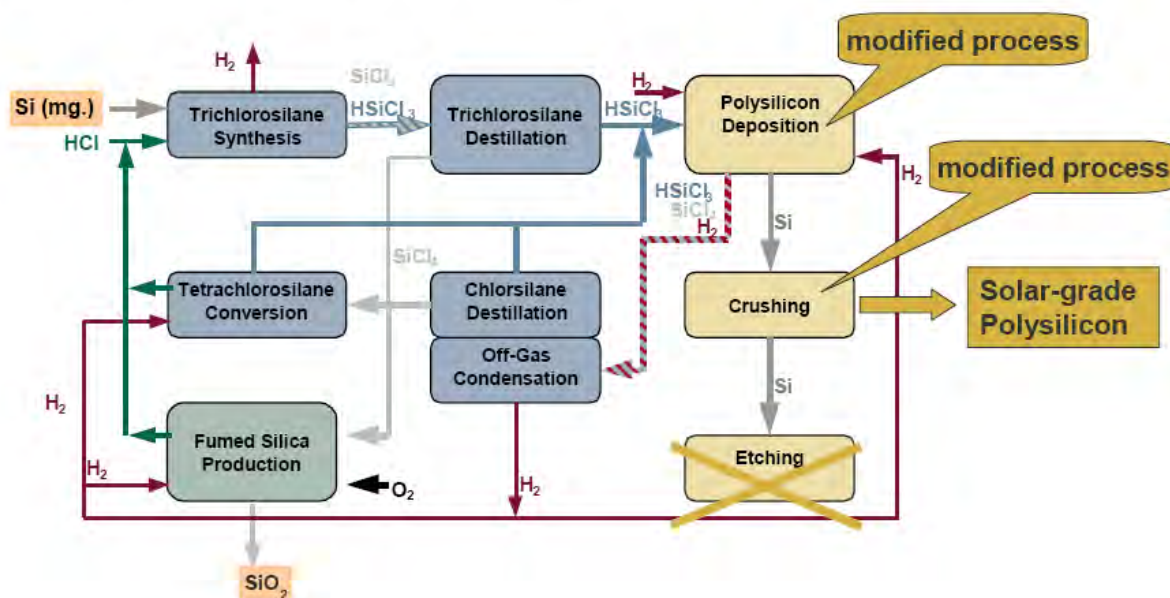 modified process
H₂
SiCl₄
H₂
Si (mg.)
Trichlorosilane
Synthesis
HSiCl₃
Trichlorosilane
Destillation
HSiCl₃
Polysilicon
Deposition
HCl
H₂
modified process
HSiCl₃
SiCl₄
H₂
Si
SiCl₄
Tetrachlorosilane
Conversion
Chlorsilane
Destillation
Crushing
Solar-grade
Polysilicon
Off-Gas
Condensation
H₂
Si
Fumed Silica
Production
Etching
H₂
O₂
H₂
SiO₂